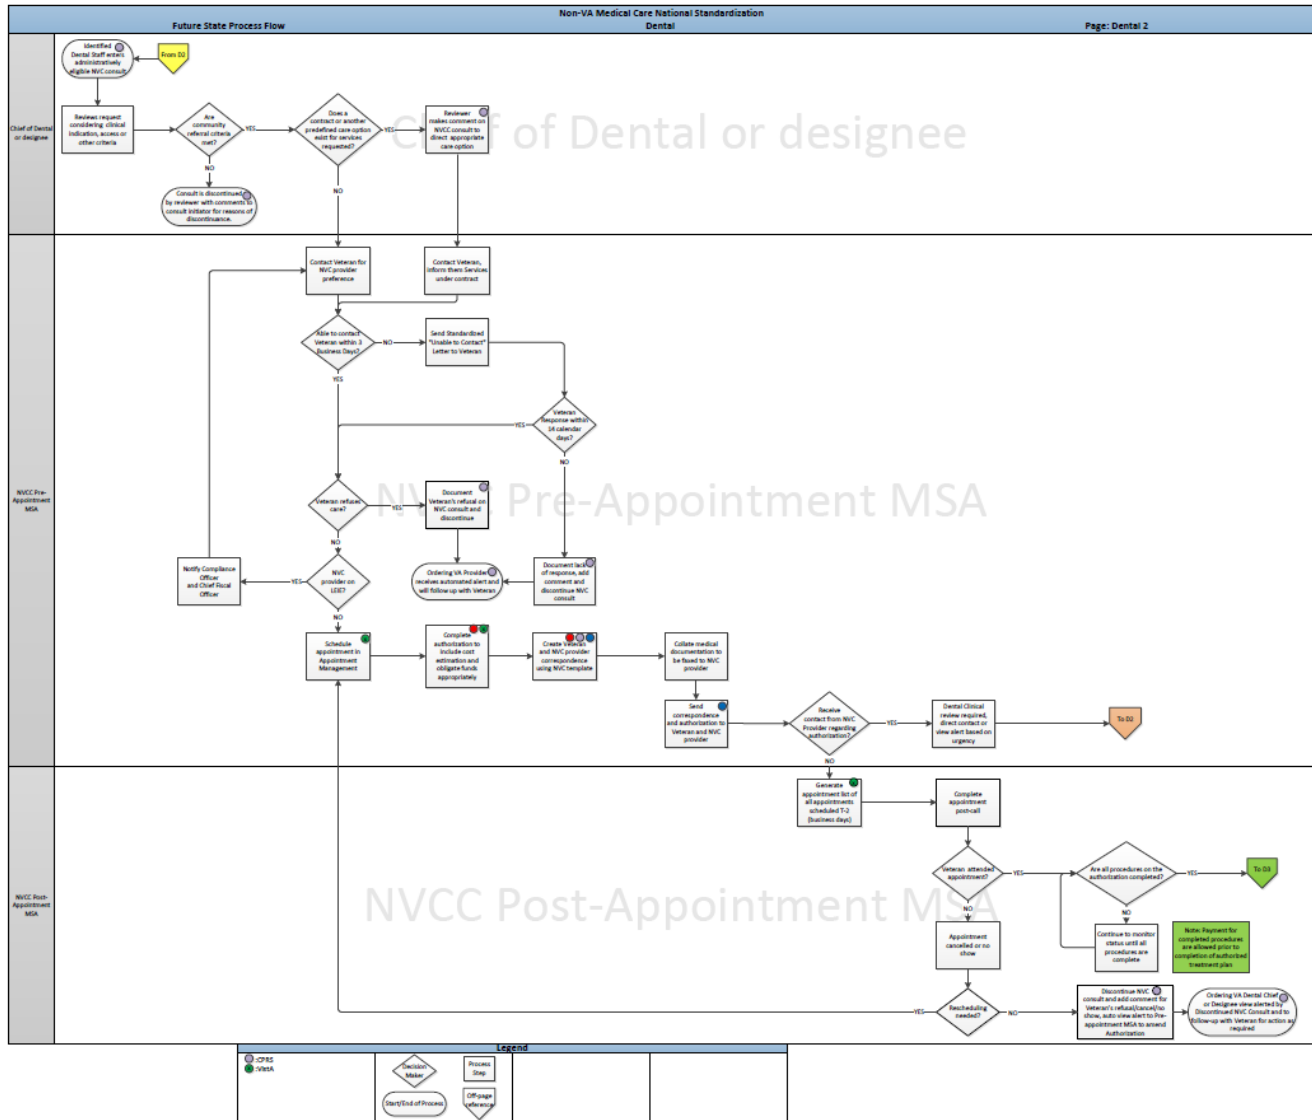 Non-VA Medical Care National Standardization
Future State Process Flow
Dental
Page: Dental 2
Chief of Dental
or designee
Chief of Dental or designee
Identified
Dental Staff enters
administratively
eligible NVC consult
From D2
Reviews request
considering clinical
indication, access or
other criteria
Are
community
referral criteria
met?
YES
Does a
contract or another
predefined care option
exist for services
requested?
YES
Reviewer
makes comment on
NVCC consult to
direct appropriate
care option
NO
Consult is discontinued
by reviewer with comments to
consult initiator for reasons of
discontinuance.
NO
NVCC Pre-
Appointment
MSA
NVCC Pre-Appointment MSA
Contact Veteran for
NVC provider
preference
Contact Veteran,
inform them Services
under contract
Able to contact
Veteran within 3
Business Days?
NO
Send Standardized
"Unable to Contact"
Letter to Veteran
YES
Veteran
Response within
14 calendar
days?
YES
NO
Veteran refuses
care?
YES
Document
Veteran's refusal on
NVC consult and
discontinue
NO
Notify Compliance
Officer
and Chief Fiscal
Officer
YES
NVC
provider on
LEIE?
Ordering VA Provider
receives automated alert and
will follow up with Veteran
Document lack
of response, add
comment and
discontinue NVC
consult
NO
Schedule
appointment in
Appointment
Management
Complete
authorization to
include cost
estimation and
obligate funds
appropriately
Create Veteran
and NVC provider
correspondence
using NVC template
Collate medical
documentation to
be faxed to NVC
provider
Send
correspondence
and authorization to
Veteran and NVC
provider
Receive
contact from NVC
Provider regarding
authorization?
YES
Dental Clinical
review required,
direct contact or
view alert based on
urgency
To D2
NO
NVCC Post-
Appointment
MSA
NVCC Post-Appointment MSA
Generate
appointment list of
all appointments
scheduled T-2
(business days)
Complete
appointment
post-call
Veteran attended
appointment?
YES
Are all procedures on the
authorization completed?
YES
To D3
NO
NO
Appointment
cancelled or no
show
Continue to monitor
status until all
procedures are
complete
Note: Payment for
completed procedures
are allowed prior to
completion of authorized
treatment plan
YES
Rescheduling
needed?
NO
Discontinue NVC
consult and add comment for
Veteran's refusal/cancel/no
show, auto view alert to Pre-
appointment MSA to amend
Authorization
Ordering VA Dental Chief
or Designee view alerted by
Discontinued NVC Consult and to
follow-up with Veteran for action as
required
Legend
:CPRS
:VistA
Decision
Maker
Process
Step
Start/End of Process
Off-page
reference